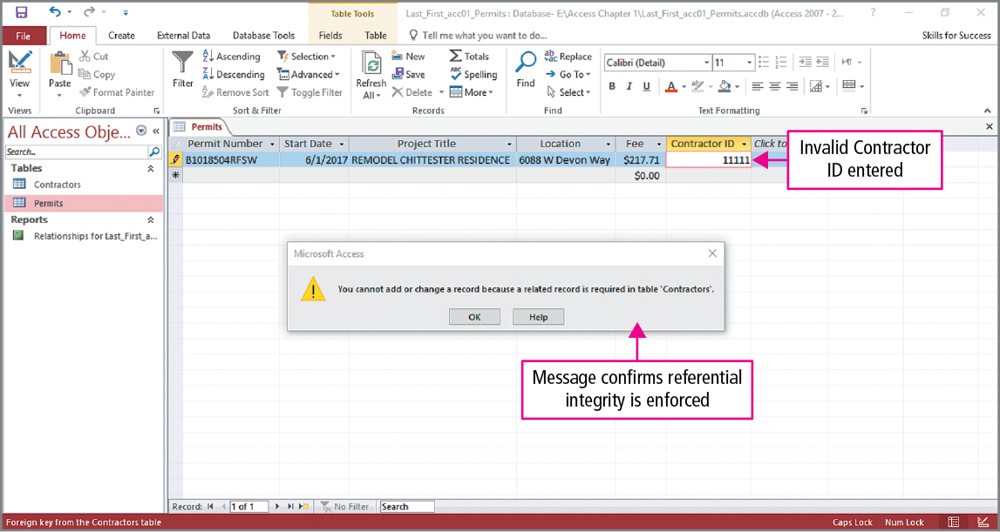 Table Tools
Last_First_acc01_Permits : Database- E:\Access Chapter 1\Last_First_acc01_Permits.accdb (Access 2007 - 2...
?
File
Home
Create
External Data
Database Tools
Fields
Table
Tell me what you want to do...
Skills for Success
View
Views
Paste
Cut
Copy
Format Painter
Clipboard
Filter
Ascending
Descending
Remove Sort
Selection
Advanced
Toggle Filter
Sort & Filter
Refresh
All
New
Save
Delete
Totals
Spelling
More
Records
Find
Replace
Go To
Select
Find
Calibri (Detail)
11
B I U
A
Text Formatting
All Access Obje...
Search...
Tables
Contractors
Permits
Reports
Relationships for Last_First_a...
Permits
Permit Number Start Date Project Title Location Fee Contractor ID Click to
B1018504RFSW 6/1/2017 REMODEL CHITTESTER RESIDENCE 6088 W Devon Way $217.71 11111
$0.00
Invalid Contractor
ID entered
Microsoft Access
You cannot add or change a record because a related record is required in table 'Contractors'.
OK Help
Message confirms referential
integrity is enforced
Record: 1 of 1 No Filter Search
Foreign key from the Contractors table
Caps Lock Num Lock